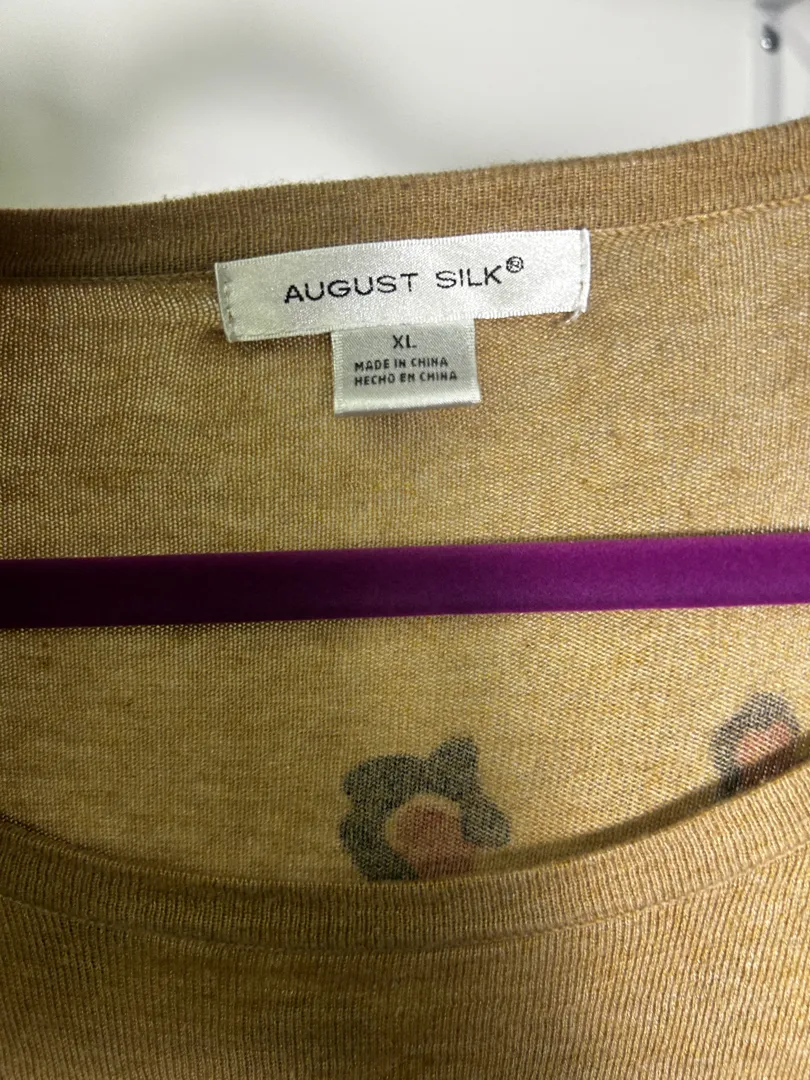 AUGUST SILK®
XL
MADE IN CHINA
HECHO EN CHINA